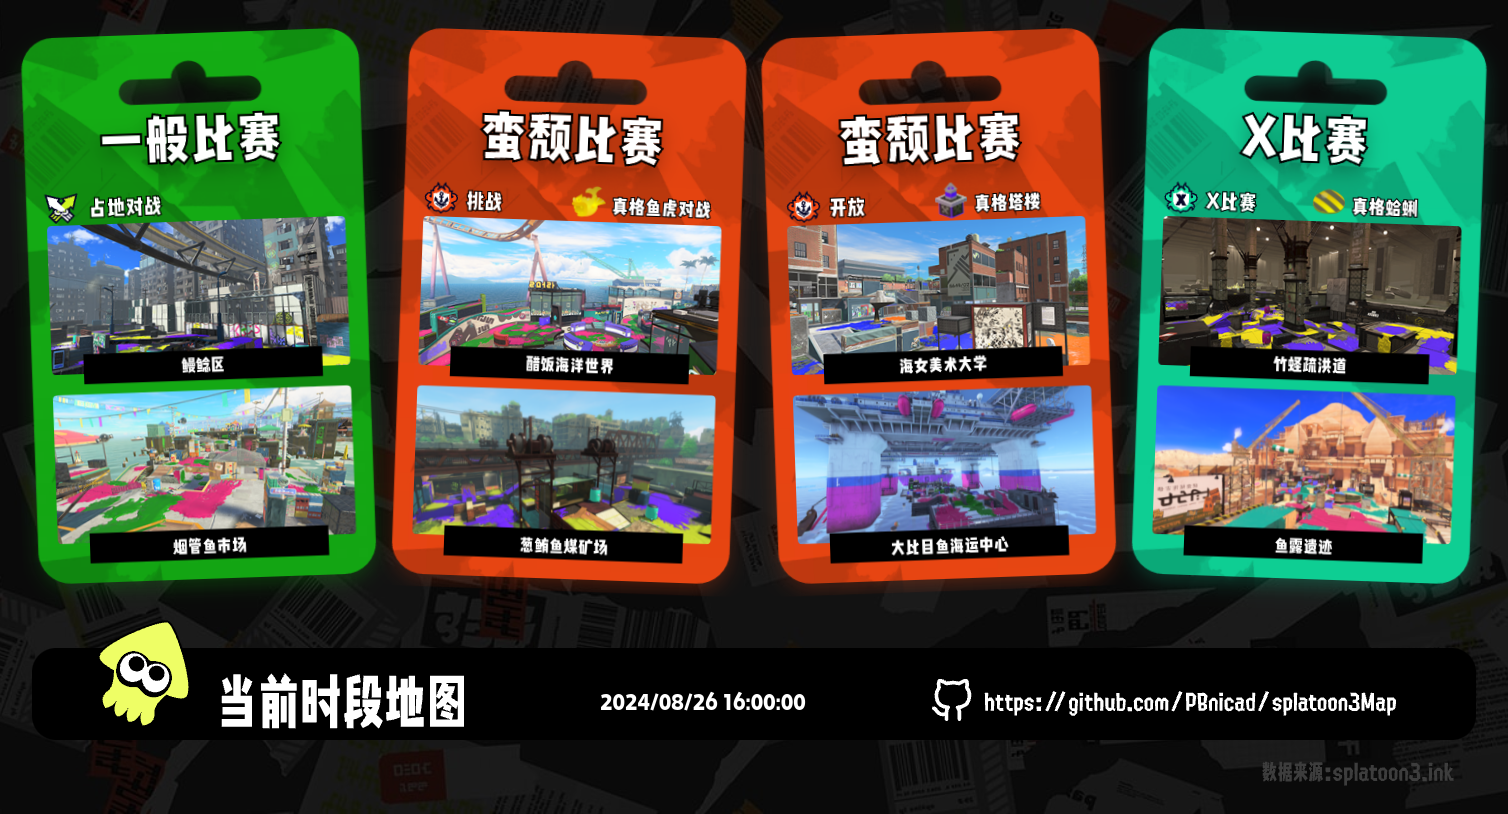 一般比赛
占地对战
鳗鲶区
烟管鱼市场
蛮颓比赛
挑战
真格鱼虎对战
醋饭海洋世界
葱鲔鱼煤矿场
蛮颓比赛
开放
真格塔楼
海女美术大学
大比目鱼海运中心
X比赛
X比赛
真格蛤蜊
竹蛏疏洪道
鱼露遗迹
当前时段地图
2024/08/26 16:00:00
https://github.com/PBnicad/splatoon3Map
数据来源:splatoon3.ink